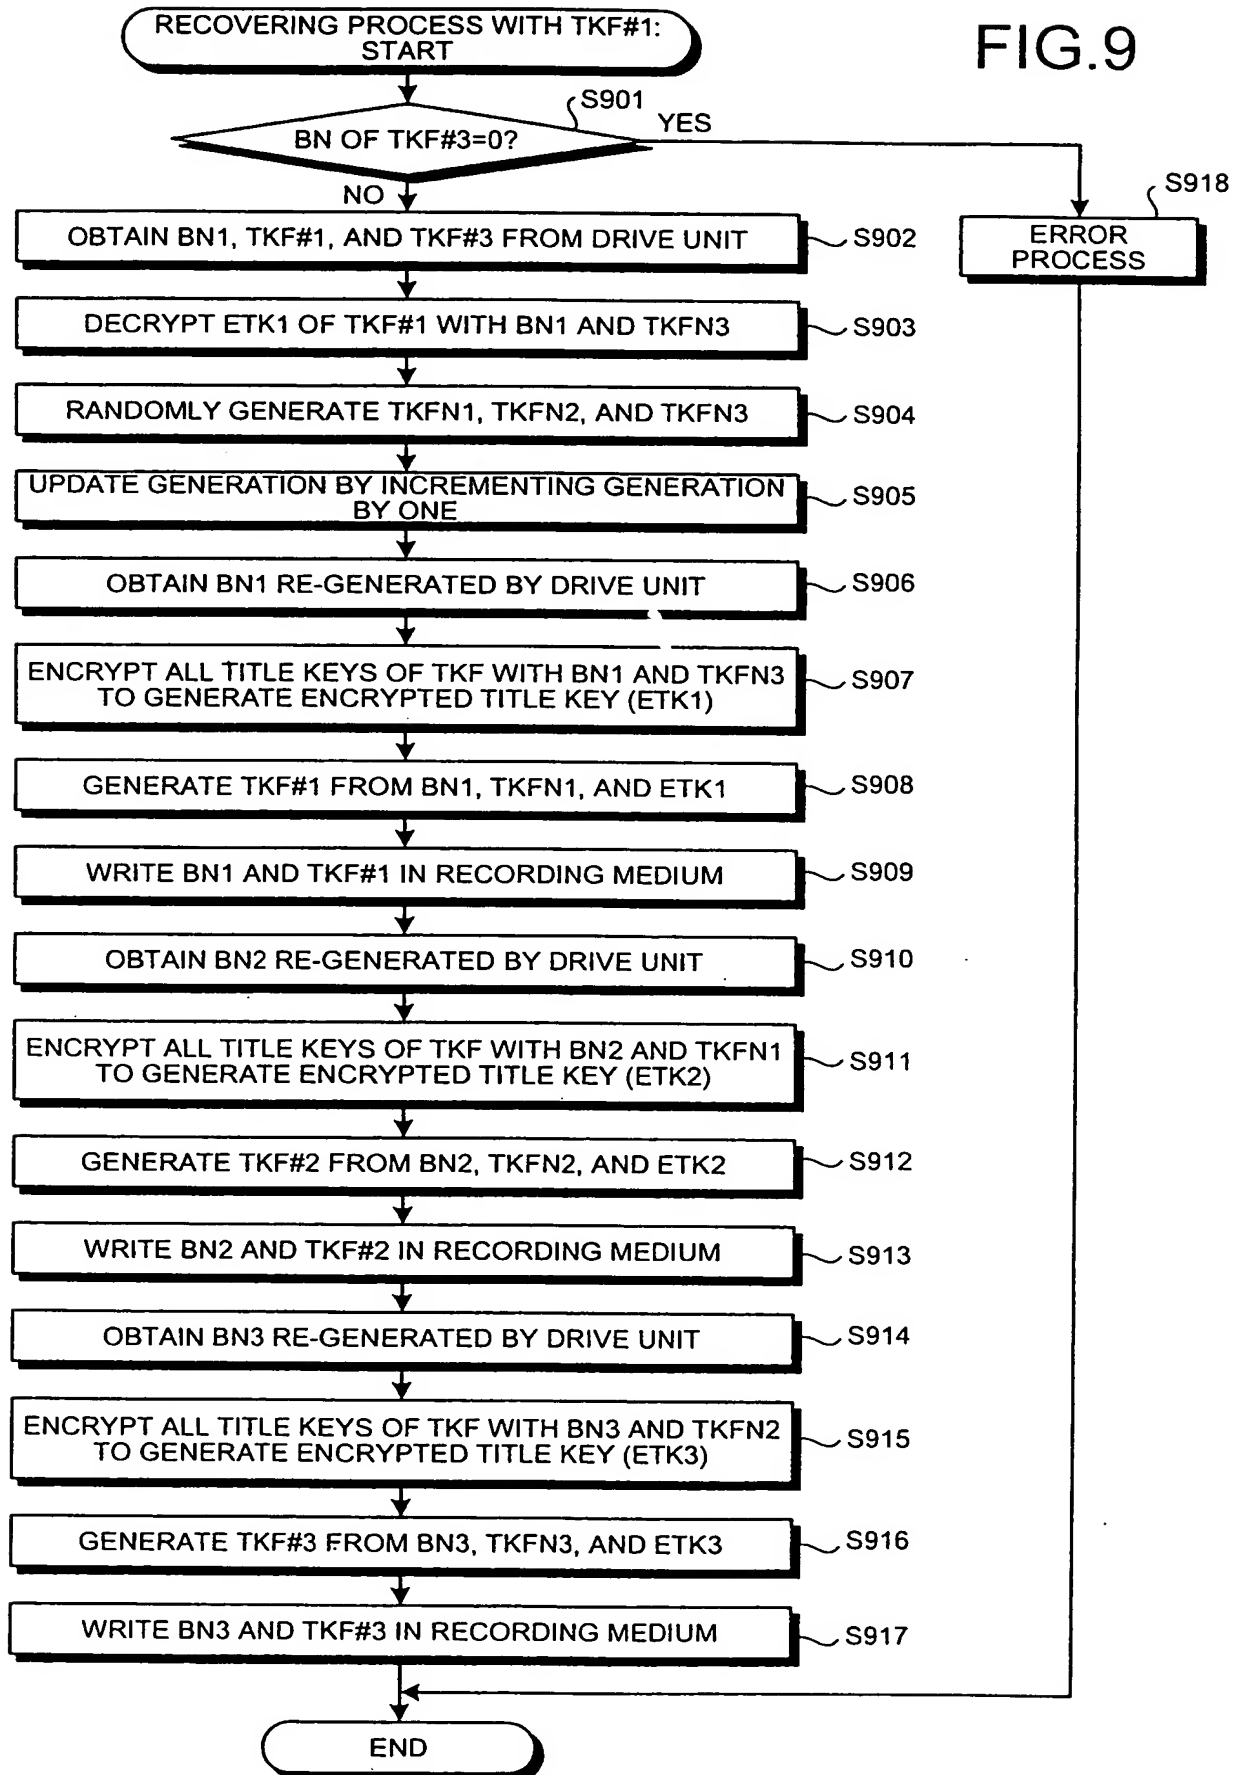 RECOVERING PROCESS WITH TKF#1:
START
FIG.9
S901
BN OF TKF#3=0?
YES
NO
S918
ERROR
PROCESS
OBTAIN BN1, TKF#1, AND TKF#3 FROM DRIVE UNIT
S902
DECRYPT ETK1 OF TKF#1 WITH BN1 AND TKFN3
S903
RANDOMLY GENERATE TKFN1, TKFN2, AND TKFN3
S904
UPDATE GENERATION BY INCREMENTING GENERATION
BY ONE
S905
OBTAIN BN1 RE-GENERATED BY DRIVE UNIT
S906
ENCRYPT ALL TITLE KEYS OF TKF WITH BN1 AND TKFN3
TO GENERATE ENCRYPTED TITLE KEY (ETK1)
S907
GENERATE TKF#1 FROM BN1, TKFN1, AND ETK1
S908
WRITE BN1 AND TKF#1 IN RECORDING MEDIUM
S909
OBTAIN BN2 RE-GENERATED BY DRIVE UNIT
S910
ENCRYPT ALL TITLE KEYS OF TKF WITH BN2 AND TKFN1
TO GENERATE ENCRYPTED TITLE KEY (ETK2)
S911
GENERATE TKF#2 FROM BN2, TKFN2, AND ETK2
S912
WRITE BN2 AND TKF#2 IN RECORDING MEDIUM
S913
OBTAIN BN3 RE-GENERATED BY DRIVE UNIT
S914
ENCRYPT ALL TITLE KEYS OF TKF WITH BN3 AND TKFN2
TO GENERATE ENCRYPTED TITLE KEY (ETK3)
S915
GENERATE TKF#3 FROM BN3, TKFN3, AND ETK3
S916
WRITE BN3 AND TKF#3 IN RECORDING MEDIUM
S917
END